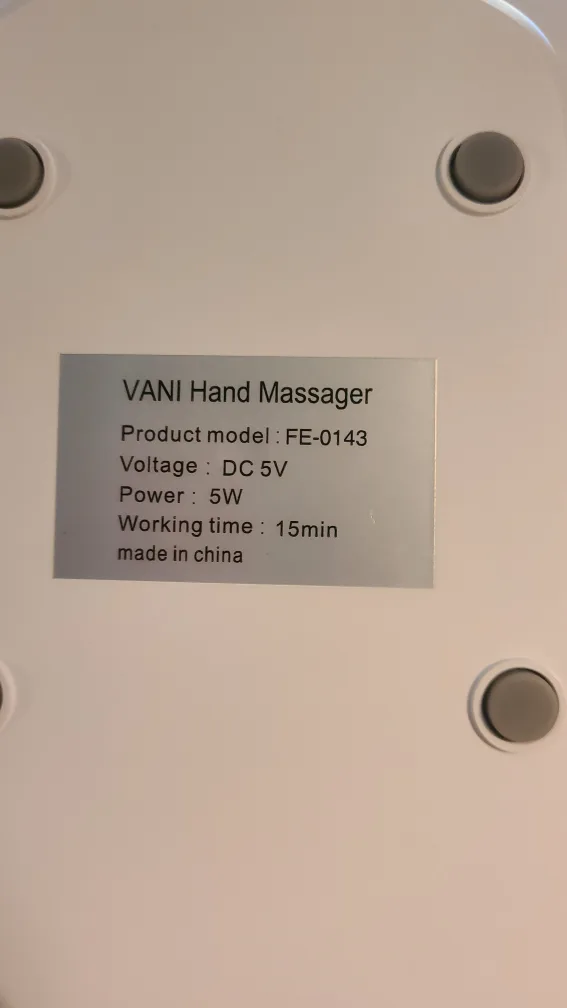 VANI Hand Massager
Product model : FE-0143
Voltage : DC 5V
Power : 5W
Working time : 15min
made in china